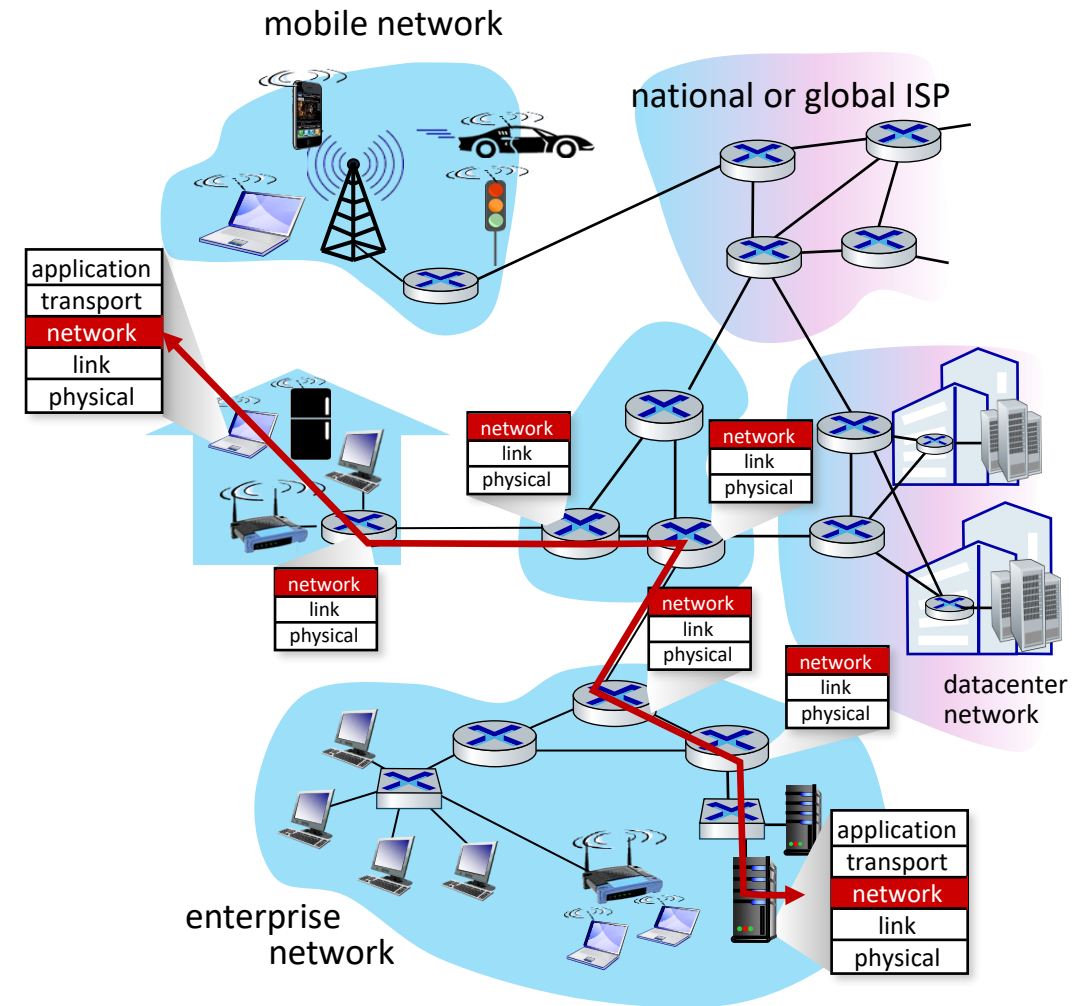 mobile network
national or global ISP
application
transport
network
link
physical
network
link
physical
network
link
physical
network
link
physical
network
link
physical
network
link
physical
datacenter
network
application
transport
network
link
physical
enterprise
network